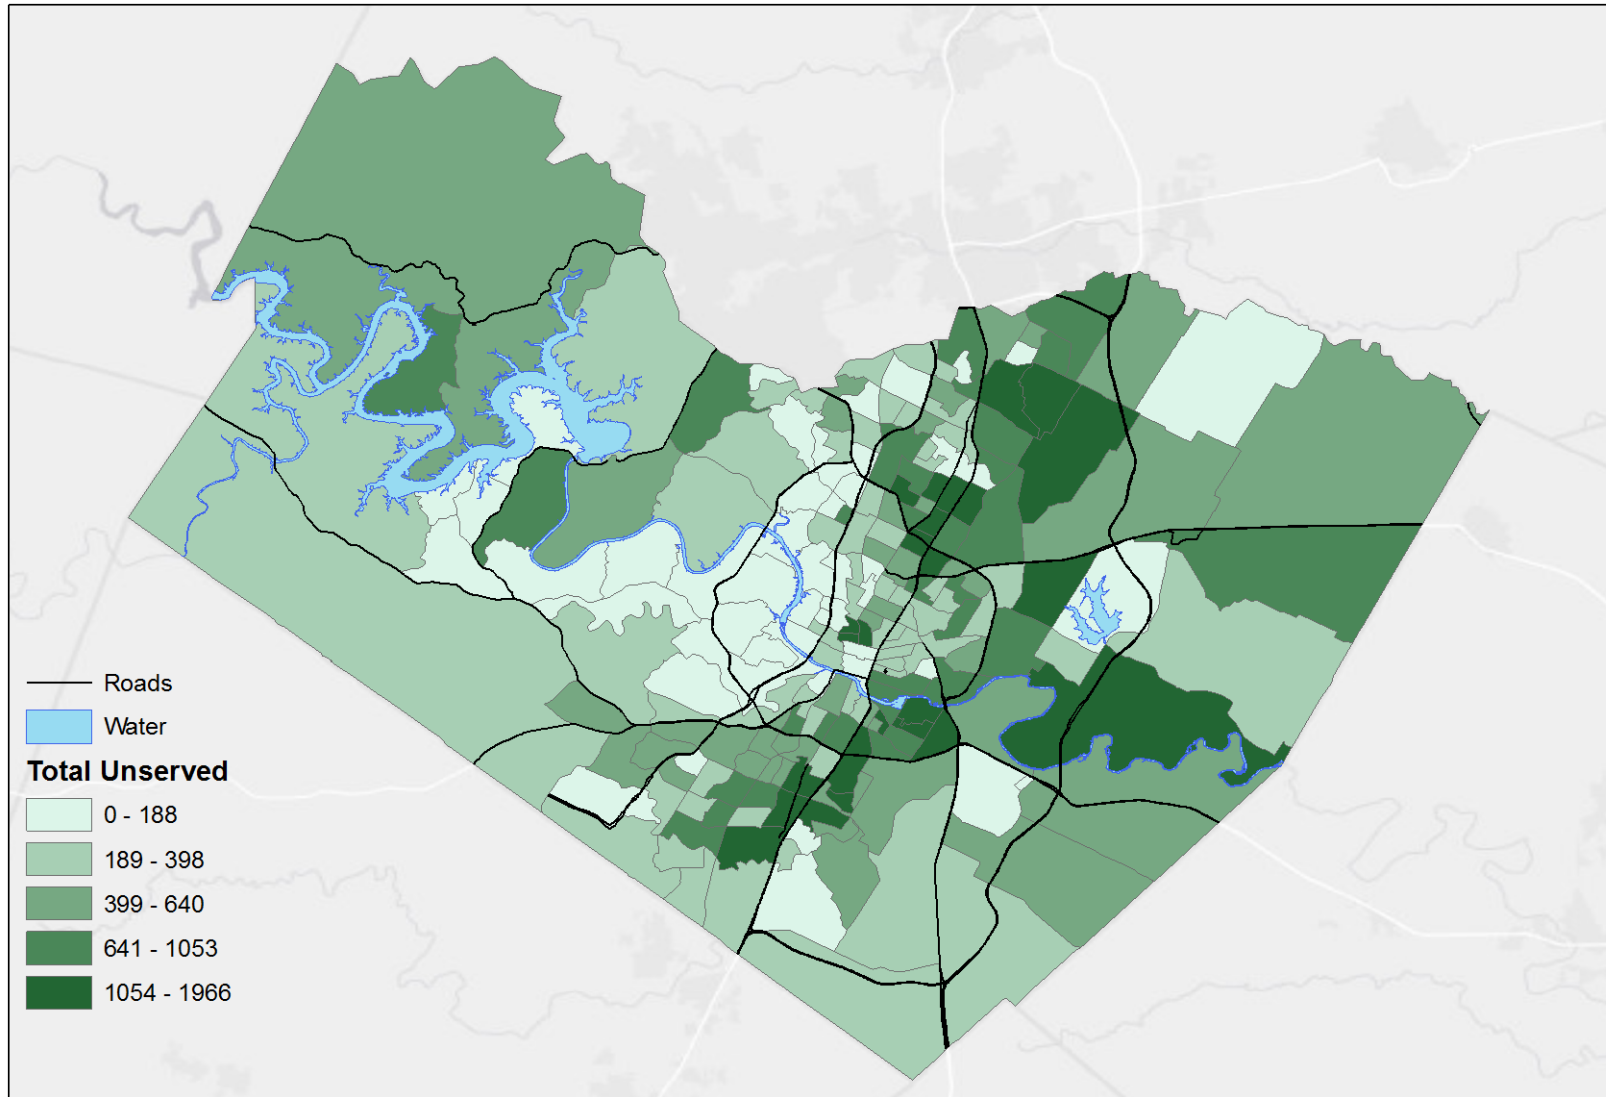 Roads
Water
Total Unserved
0 - 188
189 - 398
399 - 640
641 - 1053
1054 - 1966